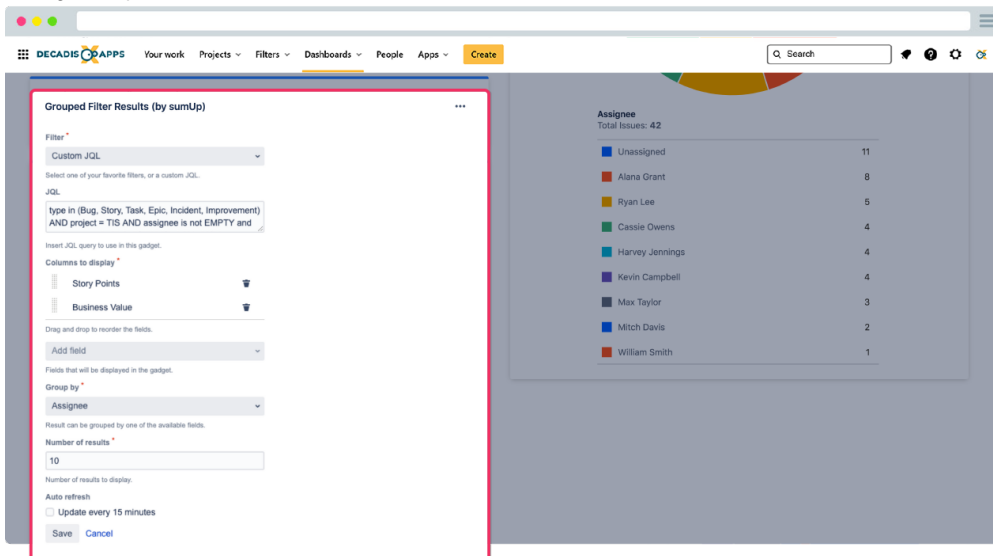 DECADIS APPS Your work Projects Filters Dashboards People Apps Create Search
Grouped Filter Results (by sumUp)
Filter *
Custom JQL
Select one of your favorite filters, or a custom JQL.
JQL
type in (Bug, Story, Task, Epic, Incident, Improvement)
AND project = TIS AND assignee is not EMPTY and
Insert JQL query to use in this gadget.
Columns to display *
Story Points
Business Value
Drag and drop to reorder the fields.
Add field
Fields that will be displayed in the gadget.
Group by *
Assignee
Result can be grouped by one of the available fields.
Number of results *
10
Number of results to display.
Auto refresh
Update every 15 minutes
Save Cancel
Assignee
Total Issues: 42
Unassigned 11
Alana Grant 8
Ryan Lee 5
Cassie Owens 4
Harvey Jennings 4
Kevin Campbell 4
Max Taylor 3
Mitch Davis 2
William Smith 1